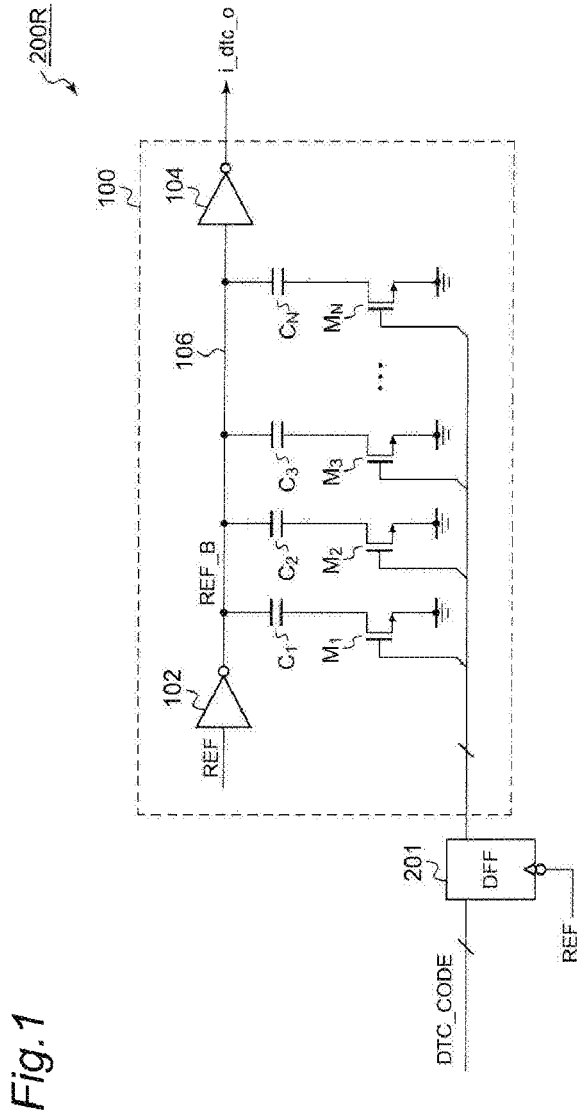 Fig.1
200R
100
102
REF
REF_B
106
104
i_dtc_o
C1
C2
C3
CN
M1
M2
M3
...
MN
DTC_CODE
201
DFF
REF